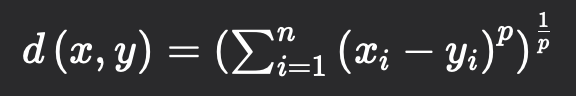 d(x, y) = (∑ⁿᵢ₌₁ (xᵢ − yᵢ)ᵖ)^{1/p}